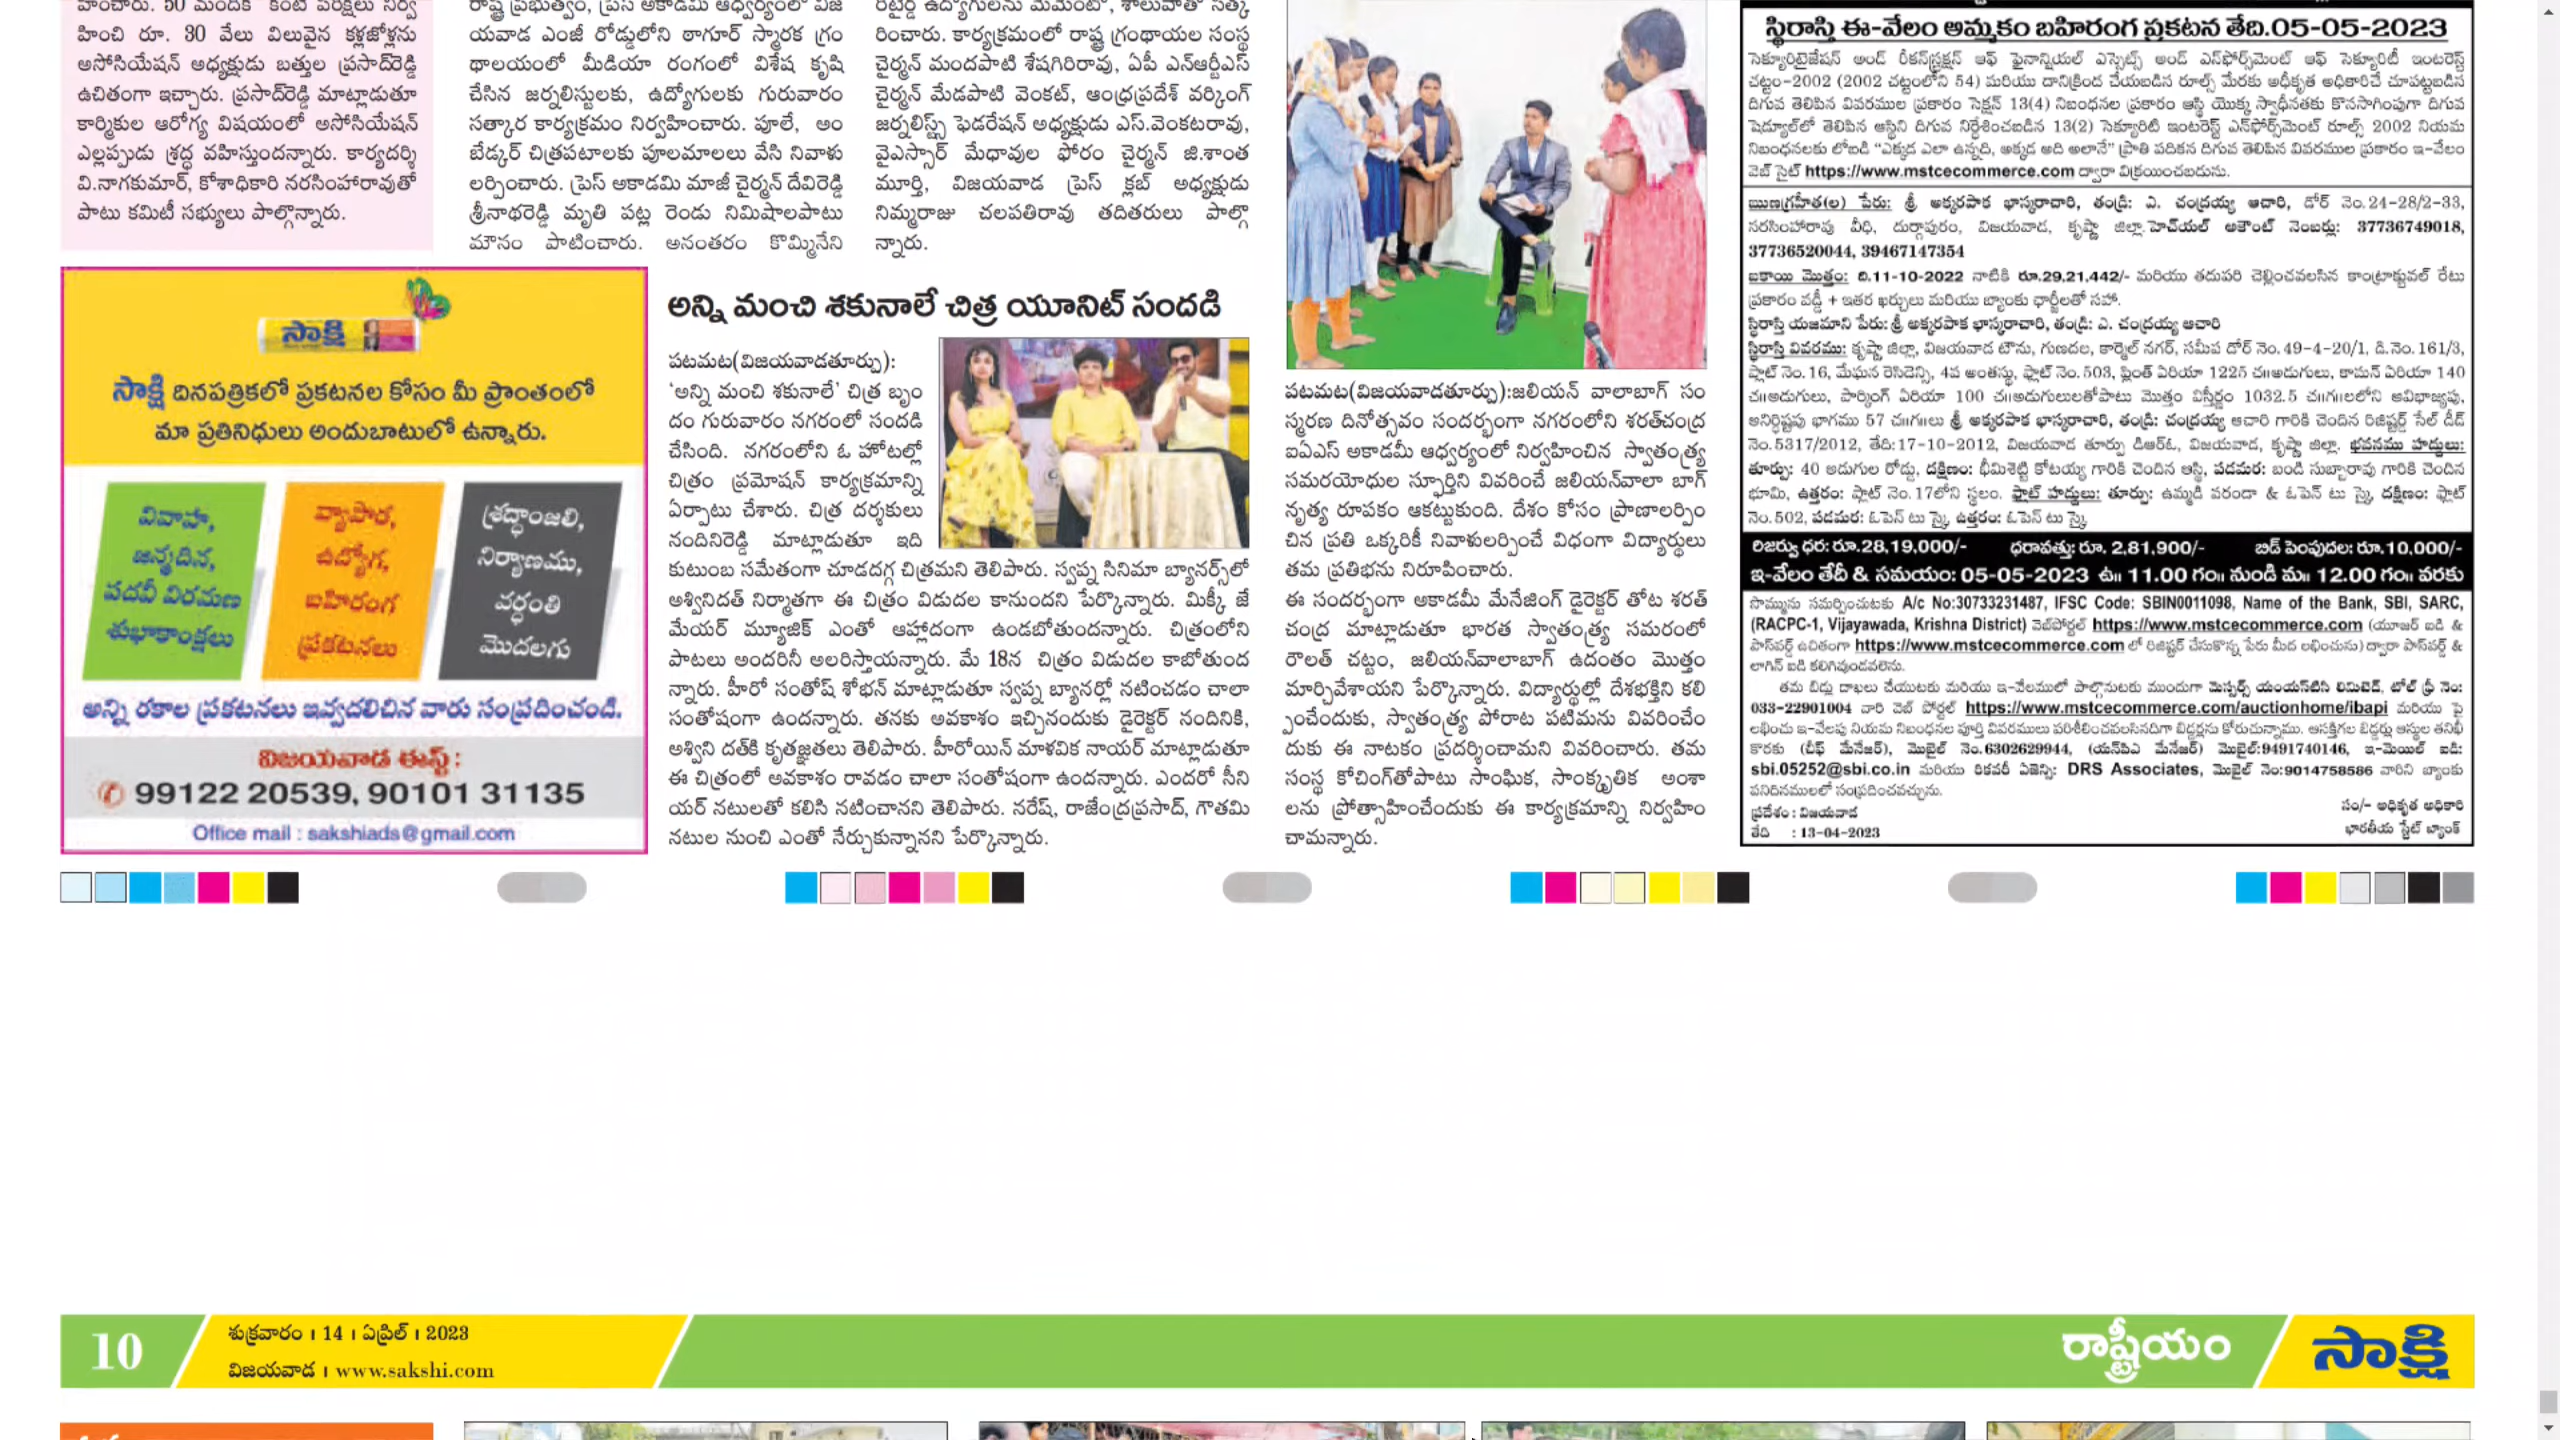 హించారు. 50 మందికి కంటి పరీక్షలు నిర్వ
హించి రూ. 30 వేలు విలువైన కళ్లజోళ్లను
అసోసియేషన్ అధ్యక్షుడు బత్తుల ప్రసాద్‌రెడ్డి
ఉచితంగా ఇచ్చారు. ప్రసాద్‌రెడ్డి మాట్లాడుతూ
కార్మికుల ఆరోగ్య విషయంలో అసోసియేషన్
ఎల్లప్పుడు శ్రద్ధ వహిస్తుందన్నారు. కార్యదర్శి
వి.నాగకుమార్, కోశాధికారి నరసింహారావుతో
పాటు కమిటీ సభ్యులు పాల్గొన్నారు.
రాష్ట్ర ప్రభుత్వం, ప్రెస్ అకాడమి ఆధ్వర్యంలో విజ
యవాడ ఎంజీ రోడ్డులోని ఠాగూర్ స్మారక గ్రం
థాలయంలో మీడియా రంగంలో విశేష కృషి
చేసిన జర్నలిస్టులకు, ఉద్యోగులకు గురువారం
సత్కార కార్యక్రమం నిర్వహించారు. పూలే, అం
బేడ్కర్ చిత్రపటాలకు పూలమాలలు వేసి నివాళు
లర్పించారు. ప్రెస్ అకాడమి మాజీ చైర్మన్ దేవిరెడ్డి
శ్రీనాథరెడ్డి మృతి పట్ల రెండు నిమిషాలపాటు
మౌనం పాటించారు. అనంతరం కొమ్మినేని
రిటైర్డ్ ఉద్యోగులను మెమెంటో, శాలువాతో సత్క
రించారు. కార్యక్రమంలో రాష్ట్ర గ్రంథాయల సంస్థ
చైర్మన్ మందపాటి శేషగిరిరావు, ఏపీ ఎన్ఆర్టీఎస్
చైర్మన్ మేడపాటి వెంకట్, ఆంధ్రప్రదేశ్ వర్కింగ్
జర్నలిస్ట్స్ ఫెడరేషన్ అధ్యక్షుడు ఎస్.వెంకటరావు,
వైఎస్సార్ మేధావుల ఫోరం చైర్మన్ జి.శాంత
మూర్తి, విజయవాడ ప్రెస్ క్లబ్ అధ్యక్షుడు
నిమ్మరాజు చలపతిరావు తదితరులు పాల్గొ
న్నారు.
సాక్షి
సాక్షి దినపత్రికలో ప్రకటనల కోసం మీ ప్రాంతంలో
మా ప్రతినిధులు అందుబాటులో ఉన్నారు.
వివాహ,
జన్మదిన,
పదవీ విరమణ
శుభాకాంక్షలు
వ్యాపార,
ఉద్యోగ,
బహిరంగ
ప్రకటనలు
శ్రద్ధాంజలి,
నిర్యాణము,
వర్ధంతి
మొదలగు
అన్ని రకాల ప్రకటనలు ఇవ్వదలిచిన వారు సంప్రదించండి.
విజయవాడ ఈస్ట్ :
99122 20539, 90101 31135
Office mail : sakshiads@gmail.com
అన్ని మంచి శకునాలే చిత్ర యూనిట్ సందడి
పటమట(విజయవాడతూర్పు):
‘అన్ని మంచి శకునాలే’ చిత్ర బృం
దం గురువారం నగరంలో సందడి
చేసింది. నగరంలోని ఓ హోటల్లో
చిత్రం ప్రమోషన్ కార్యక్రమాన్ని
ఏర్పాటు చేశారు. చిత్ర దర్శకులు
నందినిరెడ్డి మాట్లాడుతూ ఇది
కుటుంబ సమేతంగా చూడదగ్గ చిత్రమని తెలిపారు. స్వప్న సినిమా బ్యానర్స్‌లో
అశ్వినిదత్ నిర్మాతగా ఈ చిత్రం విడుదల కానుందని పేర్కొన్నారు. మిక్కీ జే
మేయర్ మ్యూజిక్ ఎంతో ఆహ్లాదంగా ఉండబోతుందన్నారు. చిత్రంలోని
పాటలు అందరినీ అలరిస్తాయన్నారు. మే 18న చిత్రం విడుదల కాబోతుంద
న్నారు. హీరో సంతోష్ శోభన్ మాట్లాడుతూ స్వప్న బ్యానర్లో నటించడం చాలా
సంతోషంగా ఉందన్నారు. తనకు అవకాశం ఇచ్చినందుకు డైరెక్టర్ నందినికి,
అశ్విని దత్‌కి కృతజ్ఞతలు తెలిపారు. హీరోయిన్ మాళవిక నాయర్ మాట్లాడుతూ
ఈ చిత్రంలో అవకాశం రావడం చాలా సంతోషంగా ఉందన్నారు. ఎందరో సీని
యర్ నటులతో కలిసి నటించానని తెలిపారు. నరేష్, రాజేంద్రప్రసాద్, గౌతమి
నటుల నుంచి ఎంతో నేర్చుకున్నానని పేర్కొన్నారు.
పటమట(విజయవాడతూర్పు):జలియన్ వాలాబాగ్ సం
స్మరణ దినోత్సవం సందర్భంగా నగరంలోని శరత్‌చంద్ర
ఐఏఎస్ అకాడమీ ఆధ్వర్యంలో నిర్వహించిన స్వాతంత్ర్య
సమరయోధుల స్ఫూర్తిని వివరించే జలియన్‌వాలా బాగ్
నృత్య రూపకం ఆకట్టుకుంది. దేశం కోసం ప్రాణాలర్పిం
చిన ప్రతి ఒక్కరికీ నివాళులర్పించే విధంగా విద్యార్థులు
తమ ప్రతిభను నిరూపించారు.
ఈ సందర్భంగా అకాడమీ మేనేజింగ్ డైరెక్టర్ తోట శరత్
చంద్ర మాట్లాడుతూ భారత స్వాతంత్ర్య సమరంలో
రౌలత్ చట్టం, జలియన్‌వాలాబాగ్ ఉదంతం మొత్తం
మార్చివేశాయని పేర్కొన్నారు. విద్యార్థుల్లో దేశభక్తిని కలి
్పంచేందుకు, స్వాతంత్ర్య పోరాట పటిమను వివరించేం
దుకు ఈ నాటకం ప్రదర్శించామని వివరించారు. తమ
సంస్థ కోచింగ్‌తోపాటు సాంఘిక, సాంస్కృతిక అంశా
లను ప్రోత్సాహించేందుకు ఈ కార్యక్రమాన్ని నిర్వహిం
చామన్నారు.
స్థిరాస్తి ఈ-వేలం అమ్మకం బహిరంగ ప్రకటన తేది.05-05-2023
సెక్యూరిటైజేషన్ అండ్ రీకన్‌స్ట్రక్షన్ ఆఫ్ ఫైనాన్షియల్ ఎస్సెట్స్ అండ్ ఎన్‌ఫోర్స్‌మెంట్ ఆఫ్ సెక్యూరిటీ ఇంటరెస్ట్
చట్టం-2002 (2002 చట్టంలోని 54) మరియు దానిక్రింద చేయబడిన రూల్స్ మేరకు అధీకృత అధికారిచే చూపట్టబడిన
దిగువ తెలిపిన వివరముల ప్రకారం సెక్షన్ 13(4) నిబంధనల ప్రకారం ఆస్థి యొక్క స్వాధీనతకు కొనసాగింపుగా దిగువ
షెడ్యూల్‌లో తెలిపిన ఆస్థిని దిగువ నిర్దేశించబడిన 13(2) సెక్యూరిటి ఇంటరెస్ట్ ఎన్‌ఫోర్స్‌మెంట్ రూల్స్ 2002 నియమ
నిబంధనలకు లోబడి “ఎక్కడ ఎలా ఉన్నది, అక్కడ అది అలానే” ప్రాతి పదికన దిగువ తెలిపిన వివరముల ప్రకారం ఇ-వేలం
వెబ్ సైట్ https://www.mstcecommerce.com ద్వారా విక్రయించబడును.
ఋణగ్రహీత(ల) పేరు: శ్రీ అక్కరపాక భాస్కరాచారి, తండ్రి: ఎ. చంద్రయ్య ఆచారి, డోర్ నెం.24-28/2-33,
నరసింహారావు వీధి, దుర్గాపురం, విజయవాడ, కృష్ణా జిల్లా.హెచ్‌యల్ అకౌంట్ నెంబర్లు: 37736749018,
37736520044, 39467147354
బకాయి మొత్తం: ది.11-10-2022 నాటికి రూ.29,21,442/- మరియు తదుపరి చెల్లించవలసిన కాంట్రాక్టువల్ రేటు
ప్రకారం వడ్డీ + ఇతర ఖర్చులు మరియు బ్యాంకు ఛార్జీలతో సహా.
స్థిరాస్తి యజమాని పేరు: శ్రీ అక్కరపాక భాస్కరాచారి, తండ్రి: ఎ. చంద్రయ్య ఆచారి
స్థిరాస్తి వివరము: కృష్ణా జిల్లా, విజయవాడ టౌను, గుణదల, కార్మెల్ నగర్, సమీప డోర్ నెం. 49-4-20/1, డి.నెం. 161/3,
ప్లాట్ నెం. 16, మేఘన రెసిడెన్సి, 4వ అంతస్థు, ఫ్లాట్ నెం. 503, ప్లింత్ ఏరియా 1225 చ॥అడుగులు, కామన్ ఏరియా 140
చ॥అడుగులు, పార్కింగ్ ఏరియా 100 చ॥అడుగులులతోపాటు మొత్తం విస్తీర్ణం 1032.5 చ॥గ॥లలోని అవిభాజ్యపు,
అనిర్దిష్టపు భాగము 57 చ॥గ॥లు శ్రీ అక్కరపాక భాస్కరాచారి, తండ్రి: చంద్రయ్య ఆచారి గారికి చెందిన రిజిష్టర్డ్ సేల్ డీడ్
నెం.5317/2012, తేది:17-10-2012, విజయవాడ తూర్పు డిఆర్ఓ, విజయవాడ, కృష్ణా జిల్లా. భవనము హద్దులు:
తూర్పు: 40 అడుగుల రోడ్డు, దక్షిణం: భీమిశెట్టి కోటయ్య గారికి చెందిన ఆస్థి, పడమర: బండి సుబ్బారావు గారికి చెందిన
భూమి, ఉత్తరం: ప్లాట్ నెం. 17లోని స్థలం. ఫ్లాట్ హద్దులు: తూర్పు: ఉమ్మడి వరండా & ఓపెన్ టు స్కై, దక్షిణం: ఫ్లాట్
నెం. 502, పడమర: ఓపెన్ టు స్కై, ఉత్తరం: ఓపెన్ టు స్కై
రిజర్వు ధర: రూ.28,19,000/- ధరావత్తు: రూ. 2,81,900/- బిడ్ పెంపుదల: రూ.10,000/-
ఇ-వేలం తేదీ & సమయం: 05-05-2023 ఉ॥ 11.00 గం॥ నుండి మ॥ 12.00 గం॥ వరకు
సొమ్మును సమర్పించుటకు A/c No:30733231487, IFSC Code: SBIN0011098, Name of the Bank, SBI, SARC,
(RACPC-1, Vijayawada, Krishna District) వెబ్‌పోర్టల్ https://www.mstcecommerce.com (యూజర్ ఐడి &
పాస్‌వర్డ్ ఉచితంగా https://www.mstcecommerce.com లో రిజిష్టర్ చేసుకొన్న పేరు మీద లభించును) ద్వారా పాస్‌వర్డ్ &
లాగిన్ ఐడి కలిగివుండవలెను.
తమ బిడ్లు దాఖలు చేయుటకు మరియు ఇ-వేలములో పాల్గొనుటకు ముందుగా మెస్సర్స్ యంయస్‌టిసి లిమిటెడ్, టోల్ ఫ్రీ నెం:
033-22901004 వారి వెబ్ పోర్టల్ https://www.mstcecommerce.com/auctionhome/ibapi మరియు పై
లభించు ఇ-వేలపు నియమ నిబంధనల పూర్తి వివరములు పరిశీలించవలసినదిగా బిడ్డర్లను కోరుచున్నాము. ఆసక్తిగల బిడ్డర్లు ఆస్థుల తనిఖీ
కొరకు (చీఫ్ మేనేజర్), మొబైల్ నెం.6302629944, (యన్‌పిఎ మేనేజర్) మొబైల్:9491740146, ఇ-మెయిల్ ఐడి:
sbi.05252@sbi.co.in మరియు రికవరీ ఏజెన్సి: DRS Associates, మొబైల్ నెం:9014758586 వారిని బ్యాంకు
పనిదినములలో సంప్రదించవచ్చును.
ప్రదేశం : విజయవాడ
తేది : 13-04-2023
సం/- అధికృత అధికారి
భారతీయ స్టేట్ బ్యాంక్
10
శుక్రవారం । 14 । ఏప్రిల్ । 2023
విజయవాడ । www.sakshi.com
రాష్ట్రీయం
సాక్షి